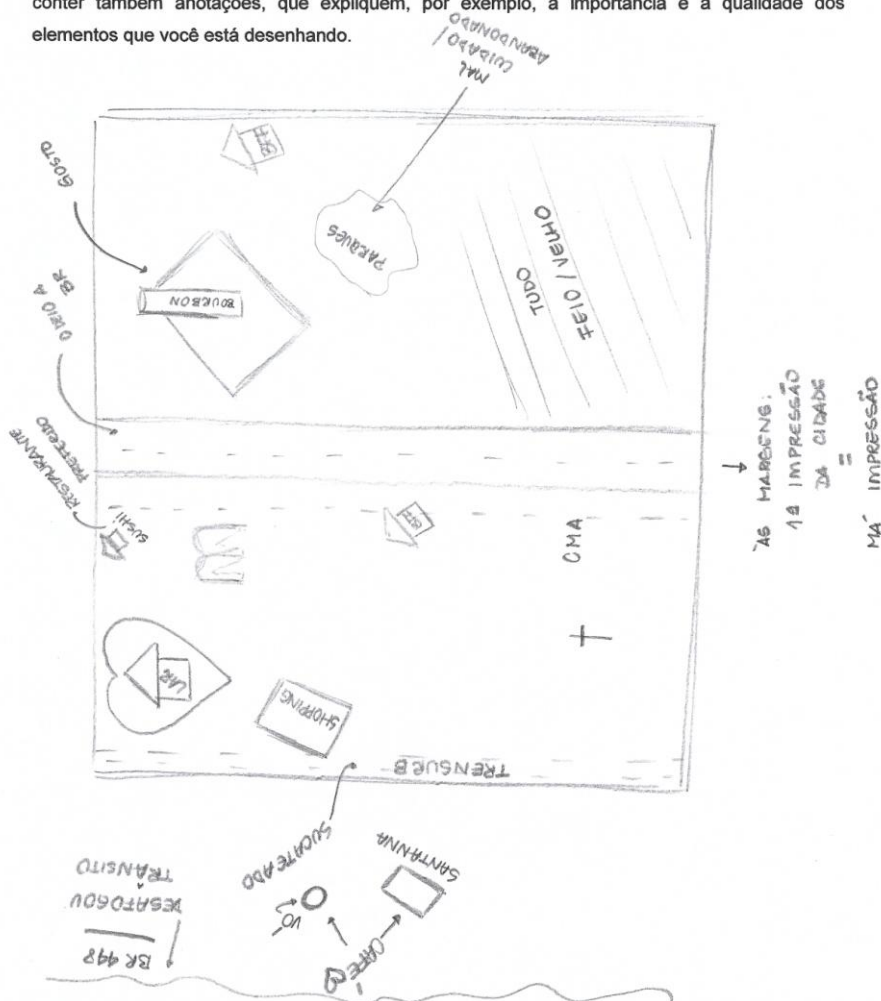 conter também anotações, que expliquem, por exemplo, a importância e a qualidade dos
elementos que você está desenhando.
MAL
CUIDADO /
ABANDONADO
GOSTO
PARQUES
BOURBON
TUDO
FEIO / VELHO
ODEIO A
BR
RESTAURANTE
PREFERIDO
SUSHI
CMA
ÀS MARGENS:
1ª IMPRESSÃO
DA CIDADE
=
MÁ IMPRESSÃO
LAR
SHOPPING
TRENSURB
SUCATEADO
SANTANNA
VÓ
CAFÉ
BR 448
DESAFOGOU
TRÂNSITO